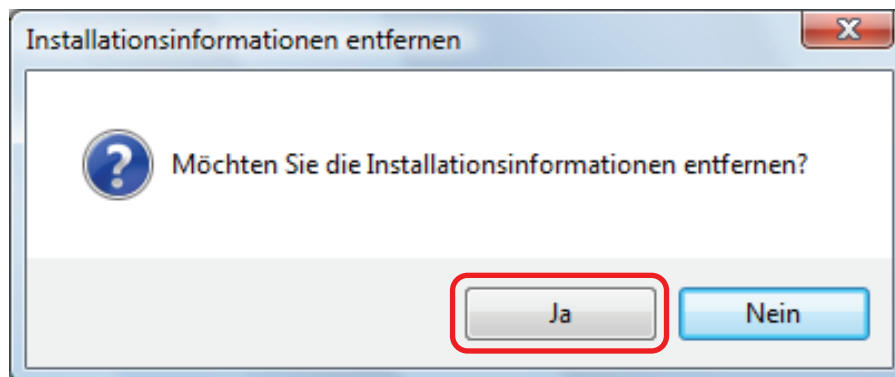 Installationsinformationen entfernen
Möchten Sie die Installationsinformationen entfernen?
Ja
Nein